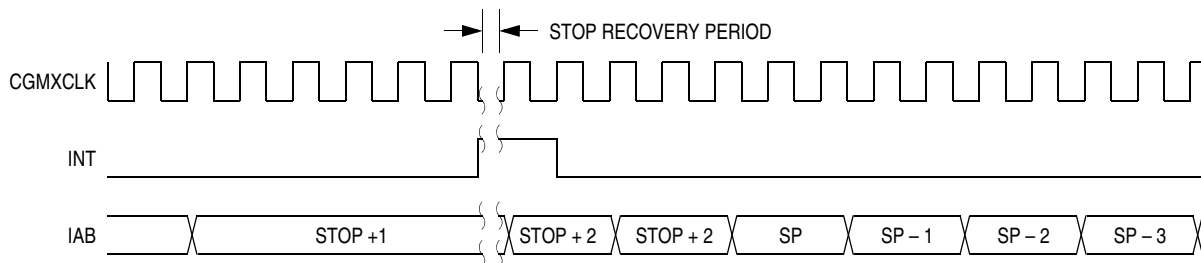 STOP RECOVERY PERIOD
CGMXCLK
INT
IAB STOP +1 STOP + 2 STOP + 2 SP SP – 1 SP – 2 SP – 3